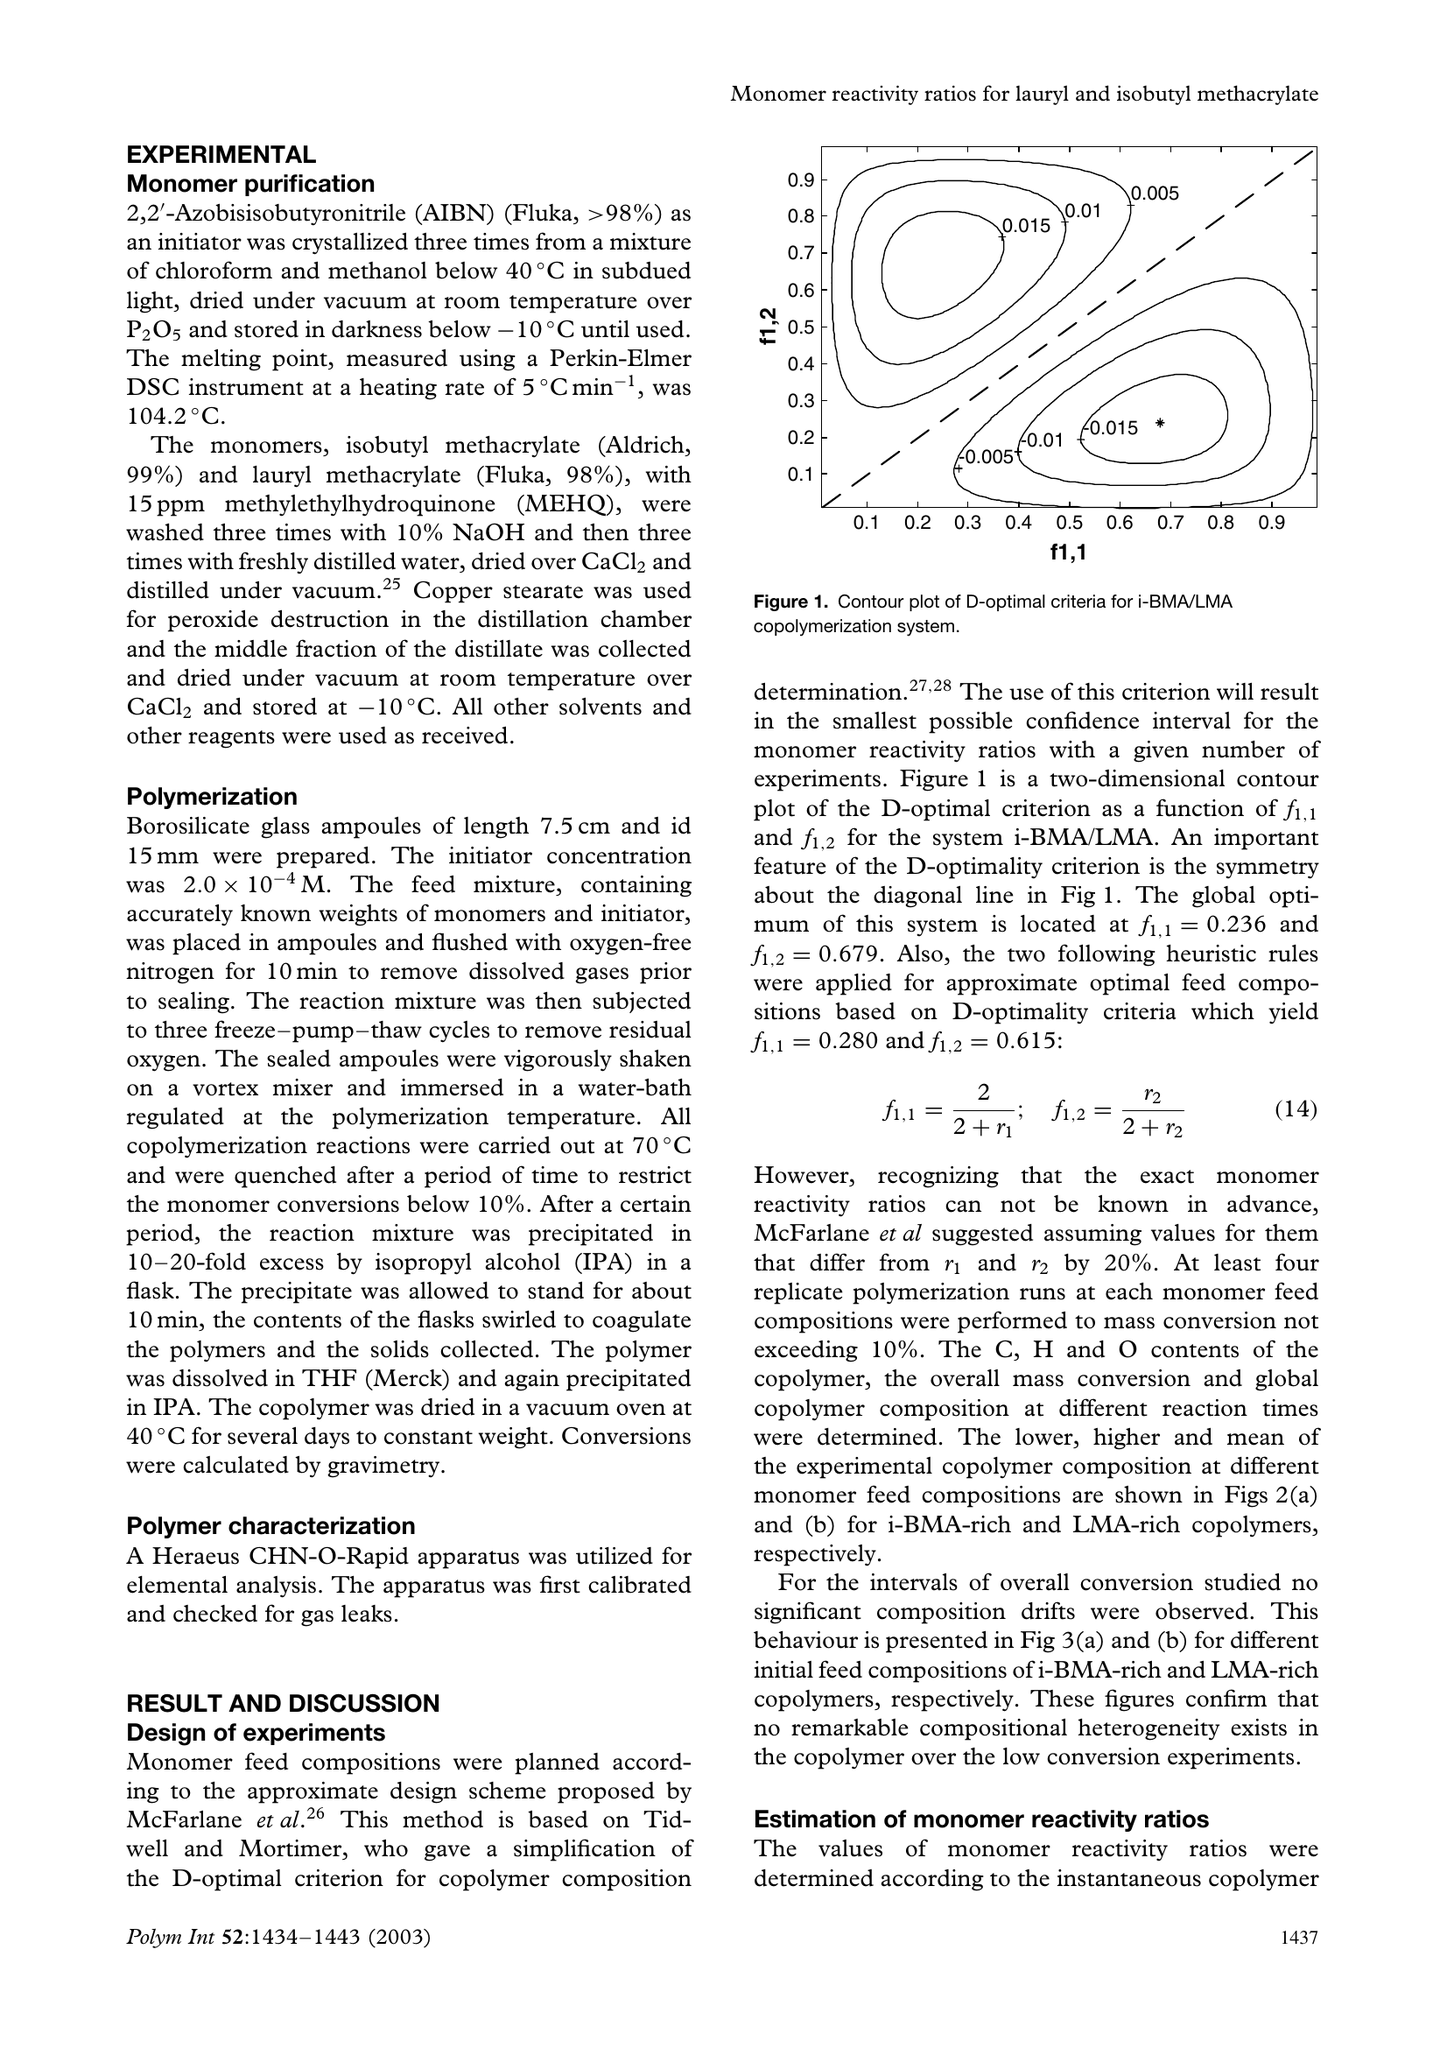 Monomer reactivity ratios for lauryl and isobutyl methacrylate
EXPERIMENTAL
Monomer purification
2,2′-Azobisisobutyronitrile (AIBN) (Fluka, >98%) as
an initiator was crystallized three times from a mixture
of chloroform and methanol below 40 °C in subdued
light, dried under vacuum at room temperature over
P₂O₅ and stored in darkness below −10 °C until used.
The melting point, measured using a Perkin-Elmer
DSC instrument at a heating rate of 5 °C min⁻¹, was
104.2 °C.
The monomers, isobutyl methacrylate (Aldrich,
99%) and lauryl methacrylate (Fluka, 98%), with
15 ppm methylethylhydroquinone (MEHQ), were
washed three times with 10% NaOH and then three
times with freshly distilled water, dried over CaCl₂ and
distilled under vacuum.²⁵ Copper stearate was used
for peroxide destruction in the distillation chamber
and the middle fraction of the distillate was collected
and dried under vacuum at room temperature over
CaCl₂ and stored at −10 °C. All other solvents and
other reagents were used as received.
Polymerization
Borosilicate glass ampoules of length 7.5 cm and id
15 mm were prepared. The initiator concentration
was 2.0 × 10⁻⁴ M. The feed mixture, containing
accurately known weights of monomers and initiator,
was placed in ampoules and flushed with oxygen-free
nitrogen for 10 min to remove dissolved gases prior
to sealing. The reaction mixture was then subjected
to three freeze–pump–thaw cycles to remove residual
oxygen. The sealed ampoules were vigorously shaken
on a vortex mixer and immersed in a water-bath
regulated at the polymerization temperature. All
copolymerization reactions were carried out at 70 °C
and were quenched after a period of time to restrict
the monomer conversions below 10%. After a certain
period, the reaction mixture was precipitated in
10–20-fold excess by isopropyl alcohol (IPA) in a
flask. The precipitate was allowed to stand for about
10 min, the contents of the flasks swirled to coagulate
the polymers and the solids collected. The polymer
was dissolved in THF (Merck) and again precipitated
in IPA. The copolymer was dried in a vacuum oven at
40 °C for several days to constant weight. Conversions
were calculated by gravimetry.
Polymer characterization
A Heraeus CHN-O-Rapid apparatus was utilized for
elemental analysis. The apparatus was first calibrated
and checked for gas leaks.
RESULT AND DISCUSSION
Design of experiments
Monomer feed compositions were planned accord-
ing to the approximate design scheme proposed by
McFarlane et al.²⁶ This method is based on Tid-
well and Mortimer, who gave a simplification of
the D-optimal criterion for copolymer composition
0.9
0.8
0.7
0.6
0.5
0.4
0.3
0.2
0.1
f1,2
0.005
0.01
0.015
-0.015
-0.01
-0.005
0.1 0.2 0.3 0.4 0.5 0.6 0.7 0.8 0.9
f1,1
Figure 1. Contour plot of D-optimal criteria for i-BMA/LMA
copolymerization system.
determination.²⁷,²⁸ The use of this criterion will result
in the smallest possible confidence interval for the
monomer reactivity ratios with a given number of
experiments. Figure 1 is a two-dimensional contour
plot of the D-optimal criterion as a function of f₁,₁
and f₁,₂ for the system i-BMA/LMA. An important
feature of the D-optimality criterion is the symmetry
about the diagonal line in Fig 1. The global opti-
mum of this system is located at f₁,₁ = 0.236 and
f₁,₂ = 0.679. Also, the two following heuristic rules
were applied for approximate optimal feed compo-
sitions based on D-optimality criteria which yield
f₁,₁ = 0.280 and f₁,₂ = 0.615:
f₁,₁ = 2/(2 + r₁); f₁,₂ = r₂/(2 + r₂) (14)
However, recognizing that the exact monomer
reactivity ratios can not be known in advance,
McFarlane et al suggested assuming values for them
that differ from r₁ and r₂ by 20%. At least four
replicate polymerization runs at each monomer feed
compositions were performed to mass conversion not
exceeding 10%. The C, H and O contents of the
copolymer, the overall mass conversion and global
copolymer composition at different reaction times
were determined. The lower, higher and mean of
the experimental copolymer composition at different
monomer feed compositions are shown in Figs 2(a)
and (b) for i-BMA-rich and LMA-rich copolymers,
respectively.
For the intervals of overall conversion studied no
significant composition drifts were observed. This
behaviour is presented in Fig 3(a) and (b) for different
initial feed compositions of i-BMA-rich and LMA-rich
copolymers, respectively. These figures confirm that
no remarkable compositional heterogeneity exists in
the copolymer over the low conversion experiments.
Estimation of monomer reactivity ratios
The values of monomer reactivity ratios were
determined according to the instantaneous copolymer
Polym Int 52:1434–1443 (2003)
1437